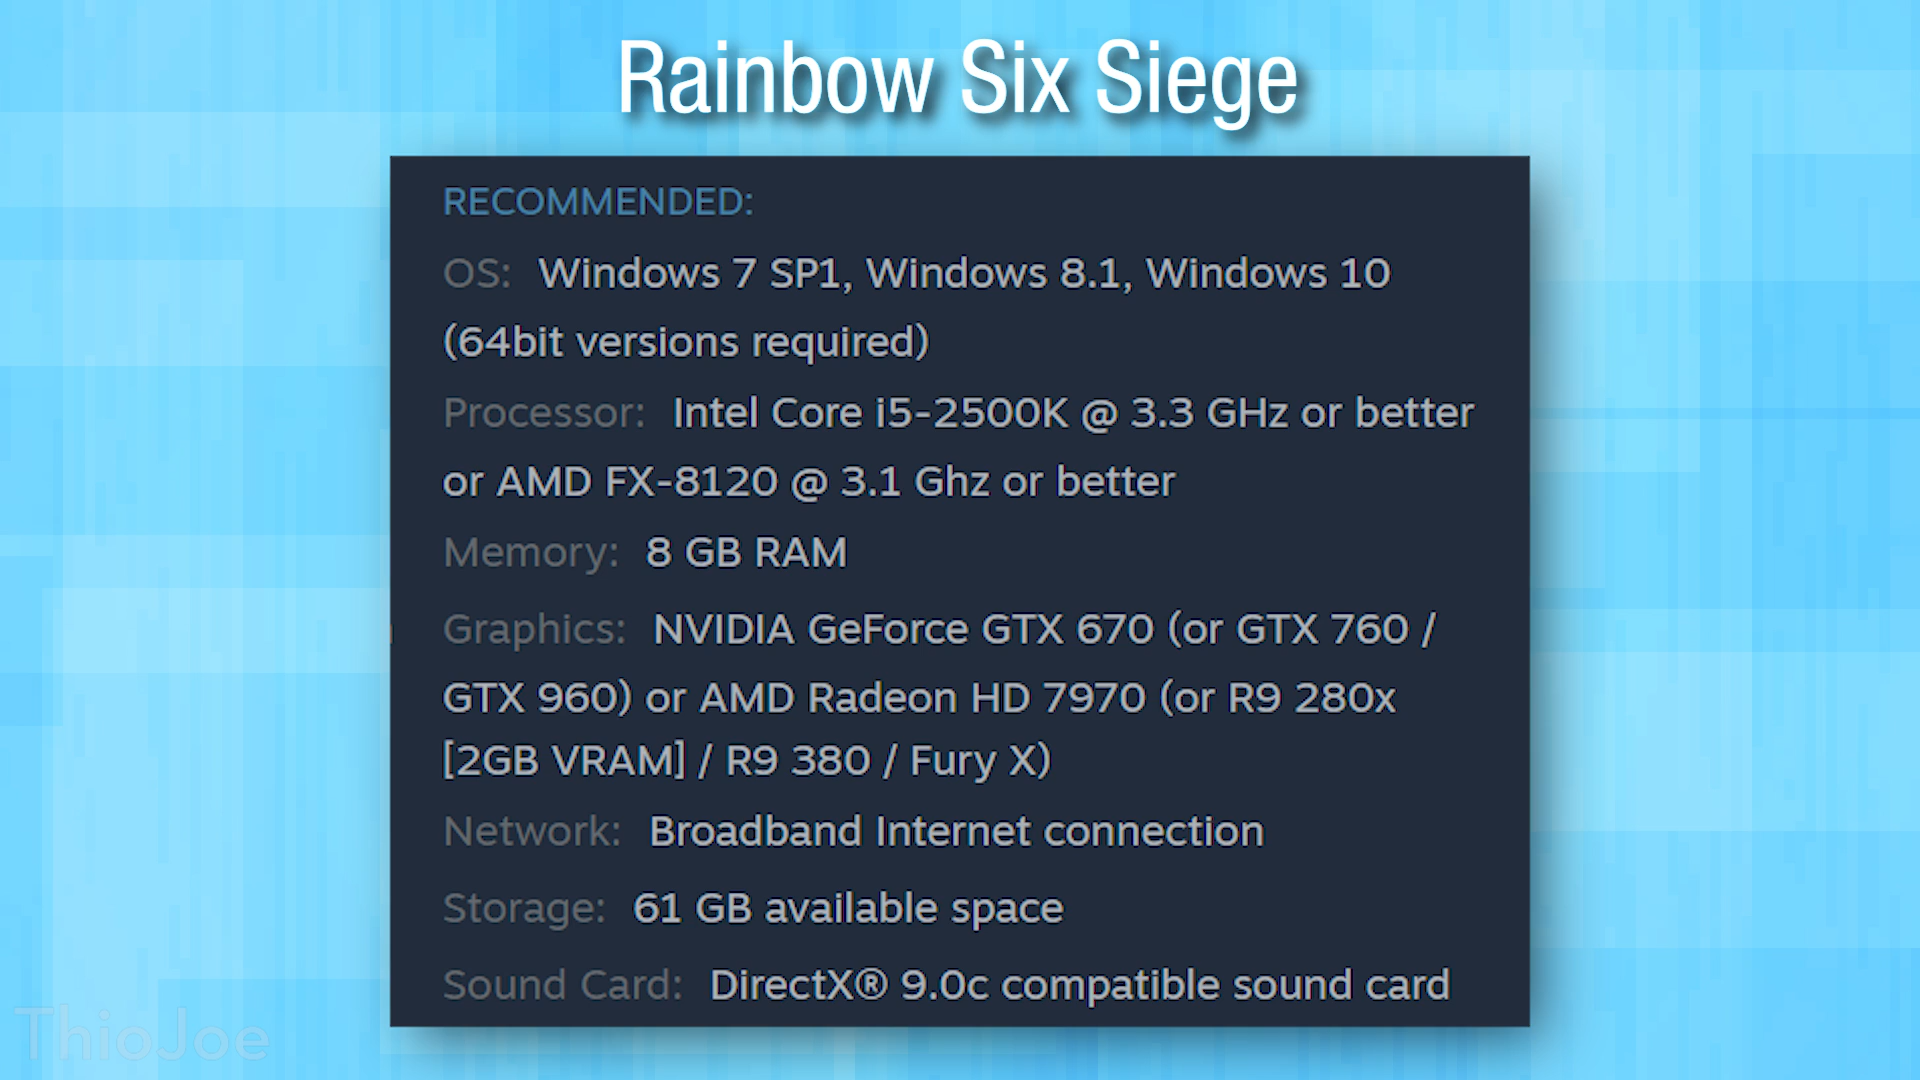 Rainbow Six Siege
RECOMMENDED:
OS: Windows 7 SP1, Windows 8.1, Windows 10
(64bit versions required)
Processor: Intel Core i5-2500K @ 3.3 GHz or better
or AMD FX-8120 @ 3.1 Ghz or better
Memory: 8 GB RAM
Graphics: NVIDIA GeForce GTX 670 (or GTX 760 /
GTX 960) or AMD Radeon HD 7970 (or R9 280x
[2GB VRAM] / R9 380 / Fury X)
Network: Broadband Internet connection
Storage: 61 GB available space
Sound Card: DirectX® 9.0c compatible sound card
ThioJoe